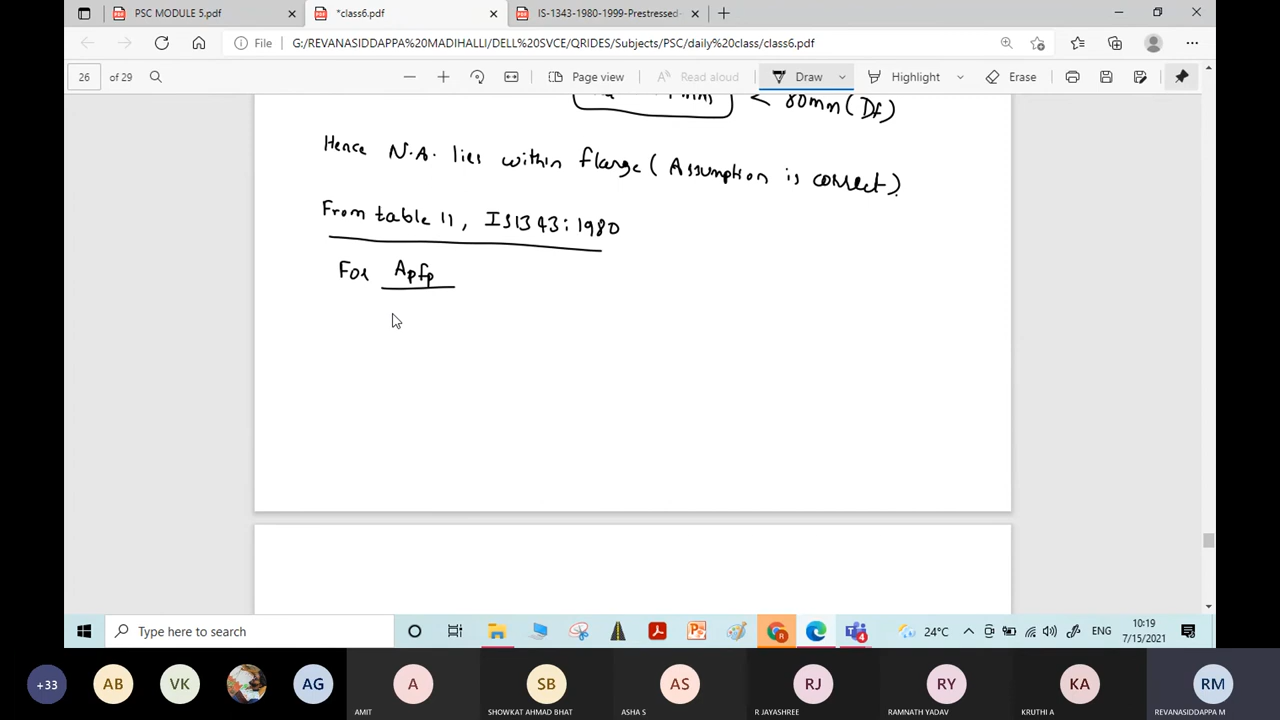 PSC MODULE 5.pdf
*class6.pdf
IS-1343-1980-1999-Prestressed
File
G:/REVANASIDDAPPA%20MADIHALLI/DELL%20SVCE/QRIDES/Subjects/PSC/daily%20class/class6.pdf
26 of 29
Page view
Read aloud
Draw
Highlight
Erase
< 80mm (Df)
Hence N.A. lies within flange (Assumption is correct).
From table 11, IS1343:1980
For Apfp
Type here to search
24°C
ENG
10:19
7/15/2021
+33
AB
VK
AG
A
SB
AS
RJ
RY
KA
RM
AMIT
SHOWKAT AHMAD BHAT
ASHA S
R JAYASHREE
RAMNATH YADAV
KRUTHI A
REVANASIDDAPPA M